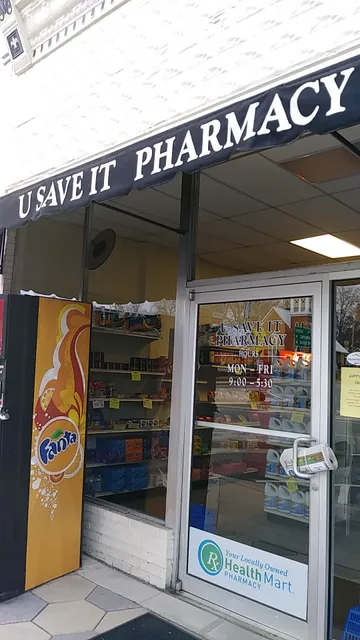 U SAVE IT PHARMACY
U SAVE IT
PHARMACY
HOURS
MON - FRI
9:00 - 5:30
Fanta
Your Locally Owned
Health Mart
PHARMACY